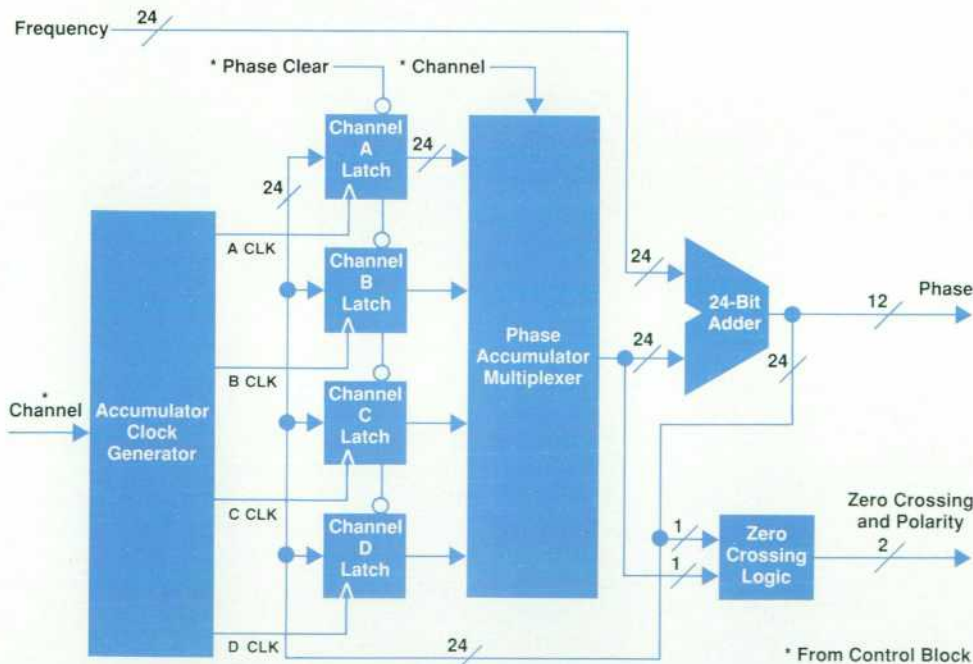 24
Frequency
* Phase Clear
* Channel
Channel
A
Latch
24
24
A CLK
Channel
B
Latch
24
24-Bit
Adder
Phase
12
B CLK
Phase
Accumulator
Multiplexer
24
24
*
Channel
Accumulator
Clock
Generator
Channel
C
Latch
C CLK
Channel
D
Latch
1
1
Zero
Crossing
Logic
Zero Crossing
and Polarity
2
D CLK
24
* From Control Block